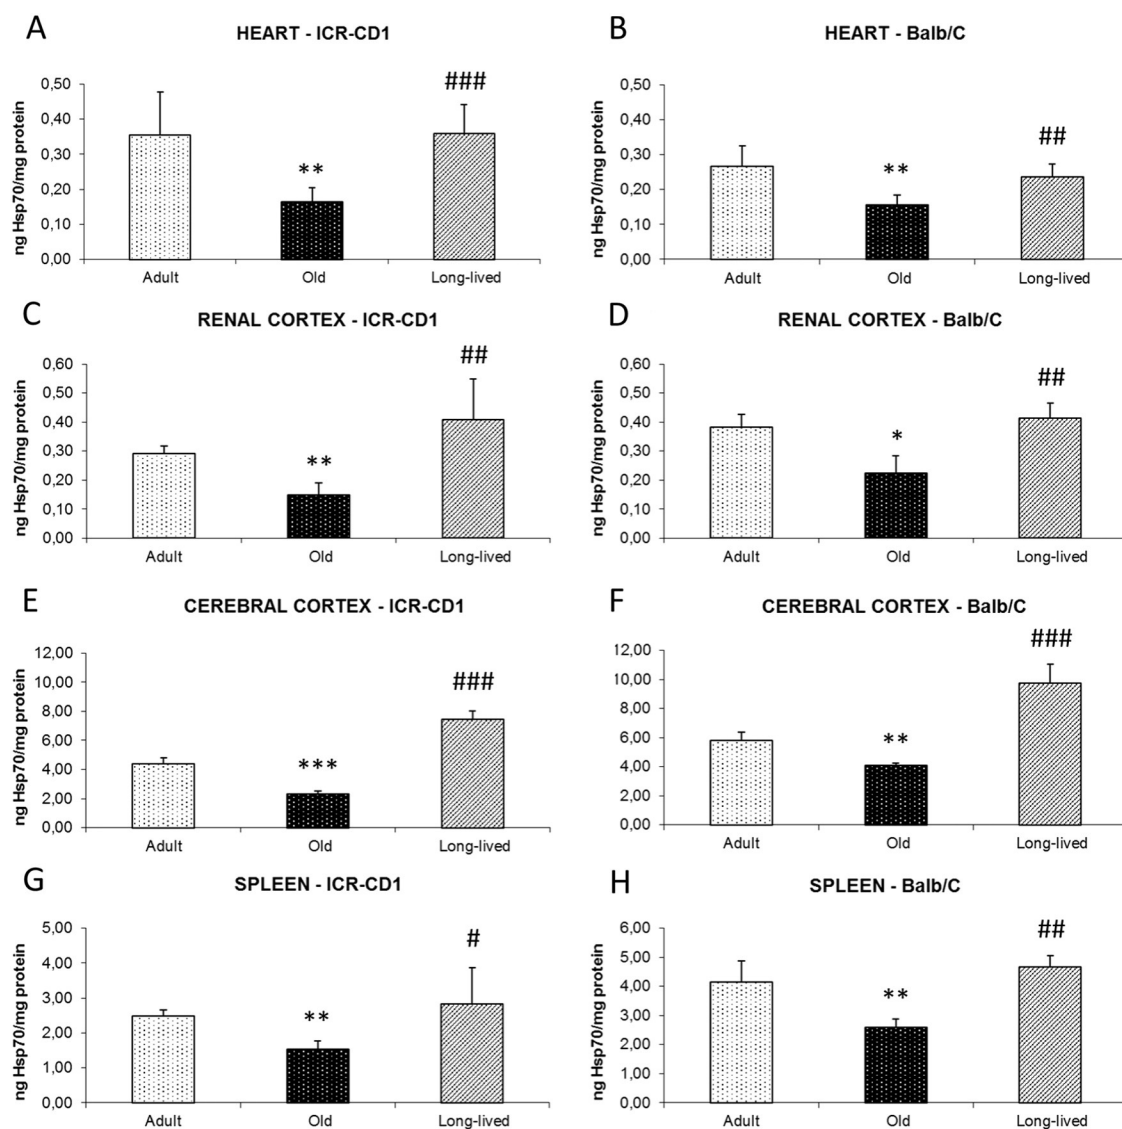 A
HEART - ICR-CD1
ng Hsp70/mg protein
0,50
0,40
0,30
0,20
0,10
0,00
**
###
Adult Old Long-lived
B
HEART - Balb/C
ng Hsp70/mg protein
0,50
0,40
0,30
0,20
0,10
0,00
**
##
Adult Old Long-lived
C
RENAL CORTEX - ICR-CD1
ng Hsp70/mg protein
0,60
0,50
0,40
0,30
0,20
0,10
0,00
**
##
Adult Old Long-lived
D
RENAL CORTEX - Balb/C
ng Hsp70/mg protein
0,60
0,50
0,40
0,30
0,20
0,10
0,00
*
##
Adult Old Long-lived
E
CEREBRAL CORTEX - ICR-CD1
ng Hsp70/mg protein
12,00
10,00
8,00
6,00
4,00
2,00
0,00
***
###
Adult Old Long-lived
F
CEREBRAL CORTEX - Balb/C
ng Hsp70/mg protein
12,00
10,00
8,00
6,00
4,00
2,00
0,00
**
###
Adult Old Long-lived
G
SPLEEN - ICR-CD1
ng Hsp70/mg protein
5,00
4,00
3,00
2,00
1,00
0,00
**
#
Adult Old Long-lived
H
SPLEEN - Balb/C
ng Hsp70/mg protein
6,00
5,00
4,00
3,00
2,00
1,00
0,00
**
##
Adult Old Long-lived